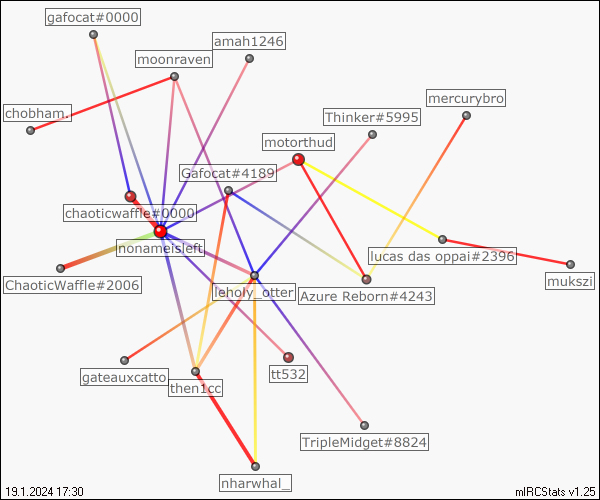 gafocat#0000
amah1246
moonraven
mercurybro
chobham.
Thinker#5995
motorthud
Gafocat#4189
chaoticwaffle#0000
nonameisleft
lucas das oppai#2396
ChaoticWaffle#2006
mukszi
leholy_otter
Azure Reborn#4243
gateauxcatto
tt532
then1cc
TripleMidget#8824
nharwhal_
19.1.2024 17:30
mIRCStats v1.25